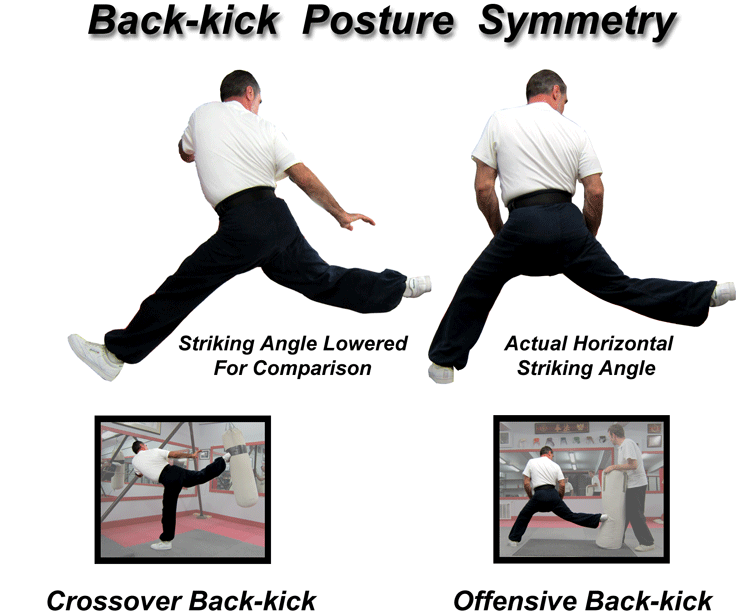 Back-kick Posture Symmetry
Striking Angle Lowered
For Comparison
Actual Horizontal
Striking Angle
Crossover Back-kick
Offensive Back-kick